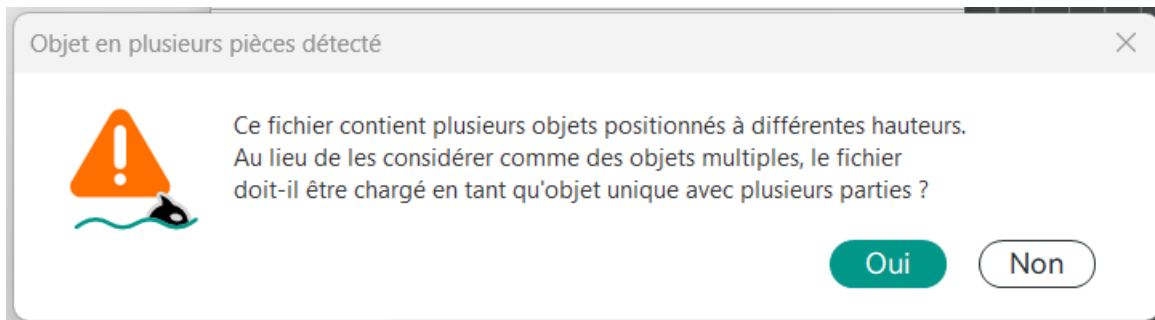 Objet en plusieurs pièces détecté
Ce fichier contient plusieurs objets positionnés à différentes hauteurs.
Au lieu de les considérer comme des objets multiples, le fichier
doit-il être chargé en tant qu'objet unique avec plusieurs parties ?
Oui Non